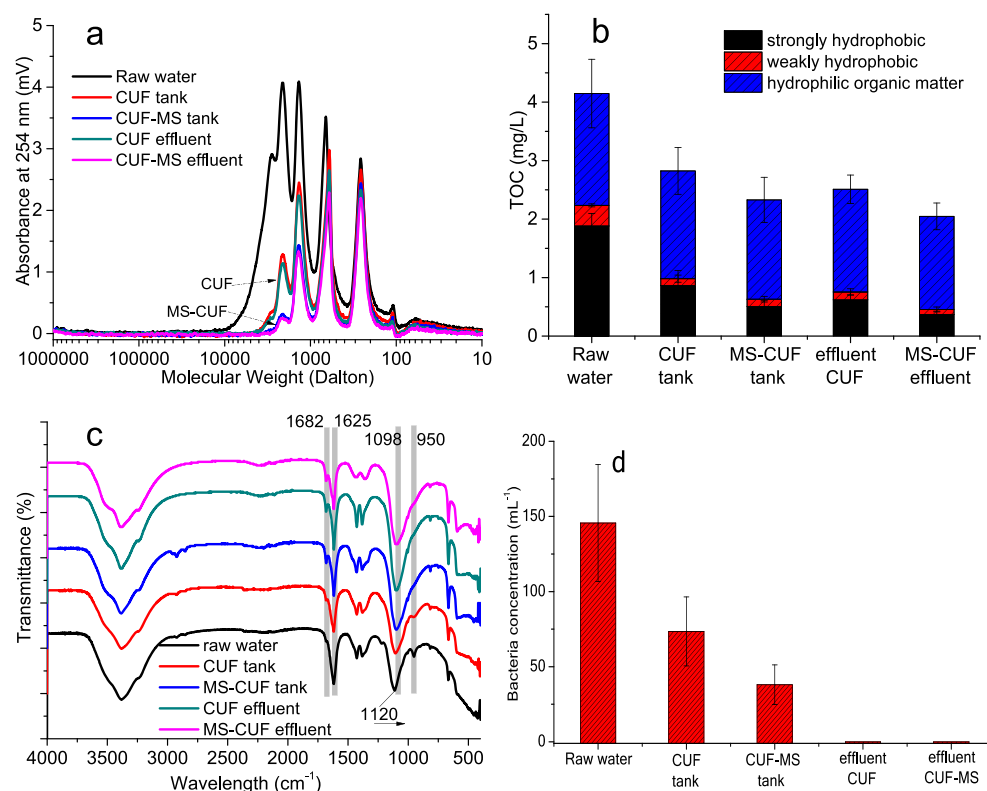 a
Absorbance at 254 nm (mV)
5
4
3
2
1
0
Raw water
CUF tank
CUF-MS tank
CUF effluent
CUF-MS effluent
CUF
MS-CUF
1000000 100000 10000 1000 100 10
Molecular Weight (Dalton)
b
TOC (mg/L)
5
4
3
2
1
0
strongly hydrophobic
weakly hydrophobic
hydrophilic organic matter
Raw CUF MS-CUF effluent MS-CUF
water tank tank CUF effluent
c
Transmittance (%)
1682 1625
1098 950
raw water
CUF tank
MS-CUF tank
CUF effluent
MS-CUF effluent
1120
4000 3500 3000 2500 2000 1500 1000 500
Wavelength (cm⁻¹)
d
Bacteria concentration (mL⁻¹)
200
150
100
50
0
Raw water CUF CUF-MS effluent effluent
tank tank CUF CUF-MS